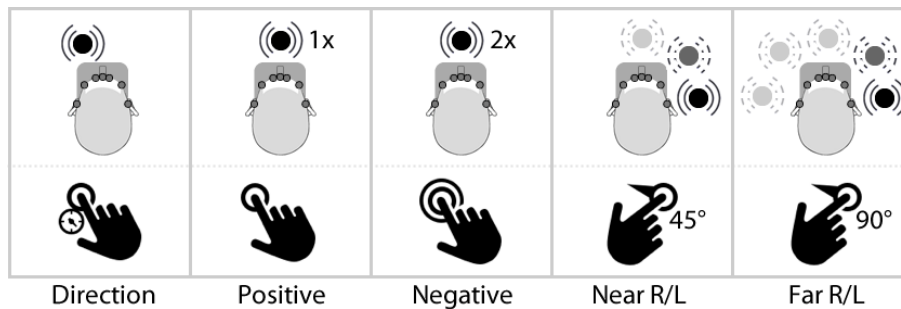 1x
2x
45°
90°
Direction
Positive
Negative
Near R/L
Far R/L